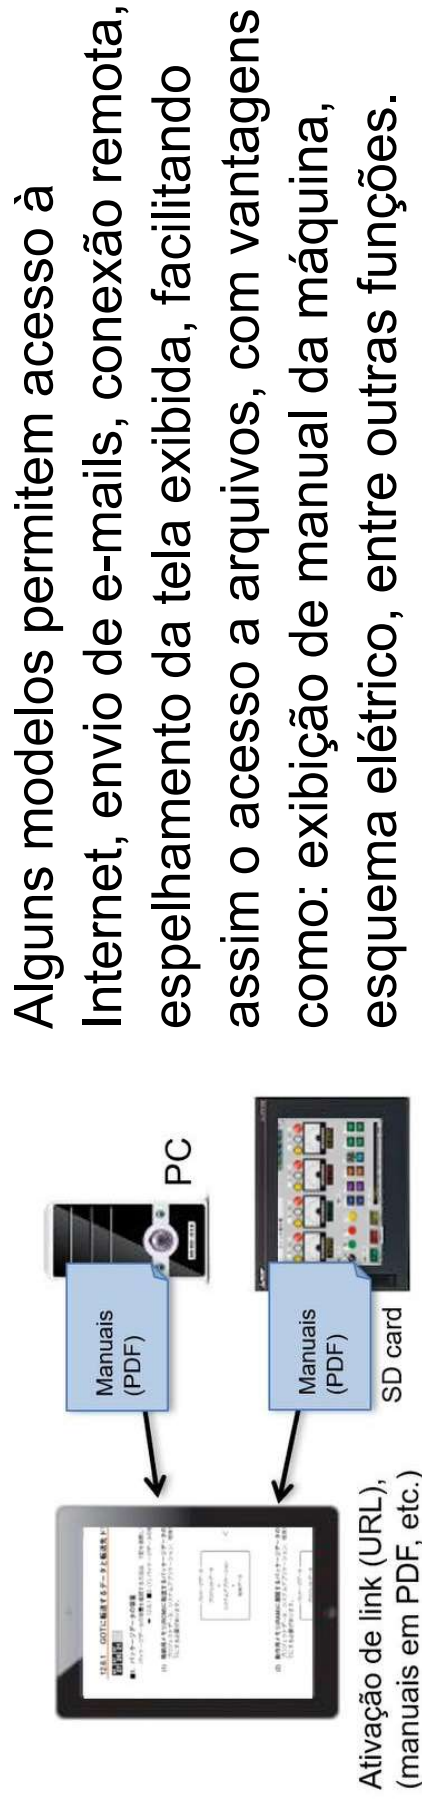 Alguns modelos permitem acesso à
Internet, envio de e-mails, conexão remota,
espelhamento da tela exibida, facilitando
assim o acesso a arquivos, com vantagens
como: exibição de manual da máquina,
esquema elétrico, entre outras funções.
Manuais
(PDF)
PC
Manuais
(PDF)
SD card
Ativação de link (URL),
(manuais em PDF, etc.)